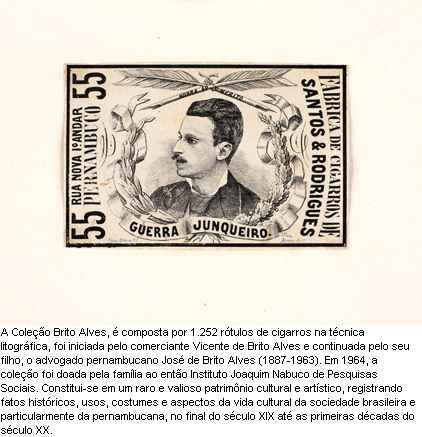 HONRA AO MERITO
55 RUA NOVA 1º ANDAR 55
PERNAMBUCO
FABRICA DE CIGARROS DE
SANTOS & RODRIGUES
GUERRA JUNQUEIRO.
A Coleção Brito Alves, é composta por 1.252 rótulos de cigarros na técnica
litográfica, foi iniciada pelo comerciante Vicente de Brito Alves e continuada pelo seu
filho, o advogado pernambucano José de Brito Alves (1887-1963). Em 1964, a
coleção foi doada pela família ao então Instituto Joaquim Nabuco de Pesquisas
Sociais. Constitui-se em um raro e valioso patrimônio cultural e artístico, registrando
fatos históricos, usos, costumes e aspectos da vida cultural da sociedade brasileira e
particularmente da pernambucana, no final do século XIX até as primeiras décadas do
século XX.